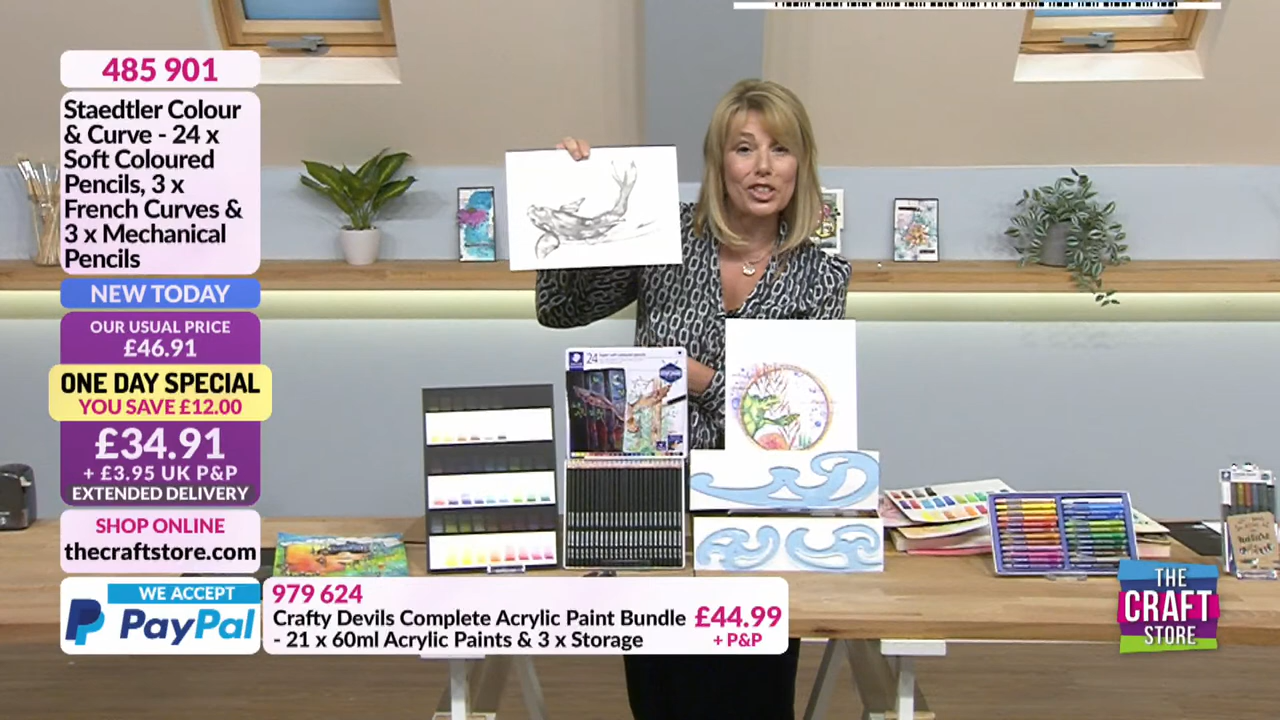 485 901
Staedtler Colour
& Curve - 24 x
Soft Coloured
Pencils, 3 x
French Curves &
3 x Mechanical
Pencils
NEW TODAY
OUR USUAL PRICE
£46.91
ONE DAY SPECIAL
YOU SAVE £12.00
£34.91
+ £3.95 UK P&P
EXTENDED DELIVERY
SHOP ONLINE
thecraftstore.com
WE ACCEPT
PayPal
979 624
Crafty Devils Complete Acrylic Paint Bundle
- 21 x 60ml Acrylic Paints & 3 x Storage
£44.99
+ P&P
24
THE
CRAFT
STORE